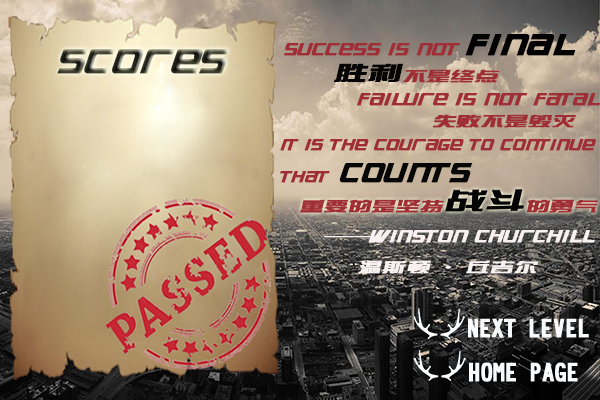 SCORES
PASSED
SUCCESS IS NOT FINAL
胜利不是终点
FAILURE IS NOT FATAL
失败不是毁灭
IT IS THE COURAGE TO CONTINUE
THAT COUNTS
重要的是坚持战斗的勇气
——WINSTON CHURCHILL
温斯顿·丘吉尔
NEXT LEVEL
HOME PAGE